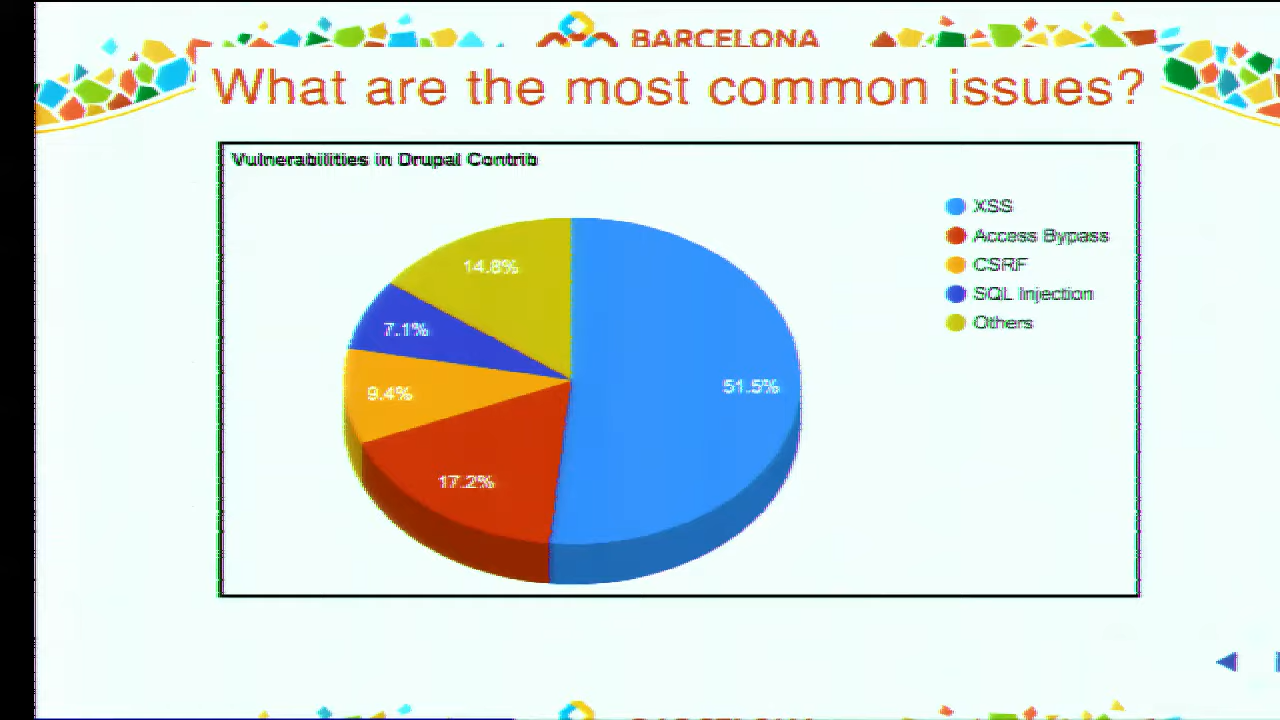 BARCELONA
What are the most common issues?
Vulnerabilities in Drupal Contrib
XSS
Access Bypass
CSRF
SQL Injection
Others
14.8%
7.1%
9.4%
17.2%
51.5%